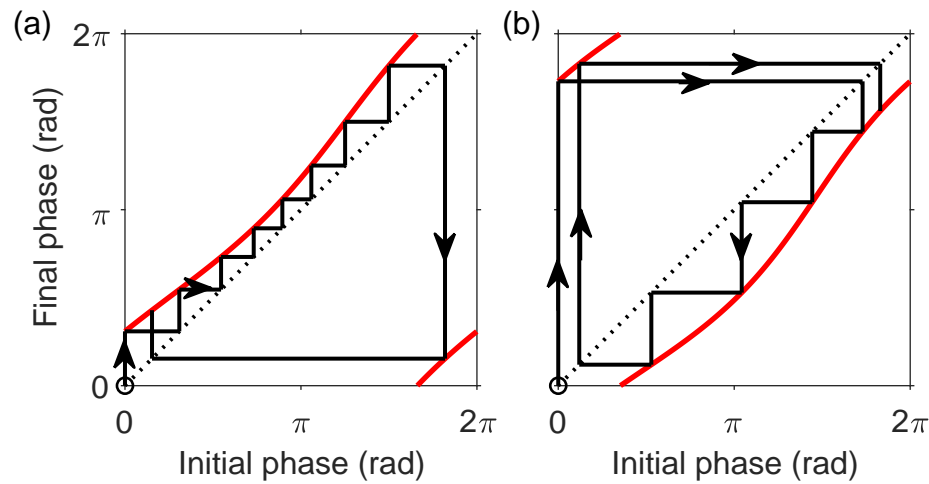 (a)
2π
π
0
0
π
2π
Final phase (rad)
Initial phase (rad)
(b)
0
π
2π
Initial phase (rad)